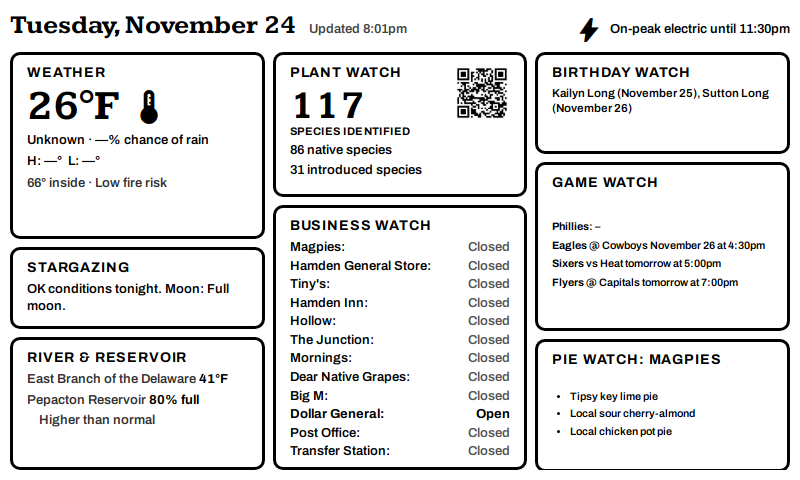 Tuesday, November 24 Updated 8:01pm
On-peak electric until 11:30pm
WEATHER
26°F
Unknown · —% chance of rain
H: —° L: —°
66° inside · Low fire risk
STARGAZING
OK conditions tonight. Moon: Full
moon.
RIVER & RESERVOIR
East Branch of the Delaware 41°F
Pepacton Reservoir 80% full
Higher than normal
PLANT WATCH
117
SPECIES IDENTIFIED
86 native species
31 introduced species
BUSINESS WATCH
Magpies: Closed
Hamden General Store: Closed
Tiny's: Closed
Hamden Inn: Closed
Hollow: Closed
The Junction: Closed
Mornings: Closed
Dear Native Grapes: Closed
Big M: Closed
Dollar General: Open
Post Office: Closed
Transfer Station: Closed
BIRTHDAY WATCH
Kailyn Long (November 25), Sutton Long
(November 26)
GAME WATCH
Phillies: –
Eagles @ Cowboys November 26 at 4:30pm
Sixers vs Heat tomorrow at 5:00pm
Flyers @ Capitals tomorrow at 7:00pm
PIE WATCH: MAGPIES
• Tipsy key lime pie
• Local sour cherry-almond
• Local chicken pot pie